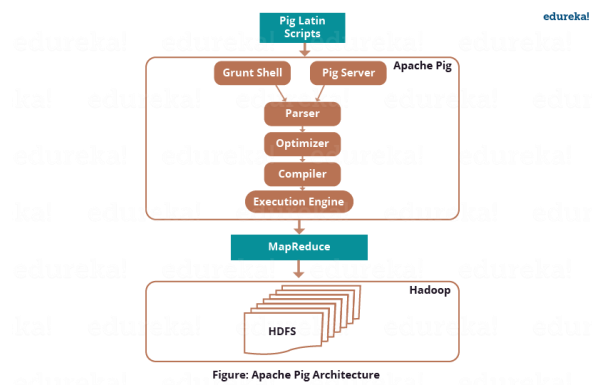 Pig Latin
Scripts
edureka!
Apache Pig
Grunt Shell
Pig Server
Parser
Optimizer
Compiler
Execution Engine
MapReduce
Hadoop
HDFS
Figure: Apache Pig Architecture